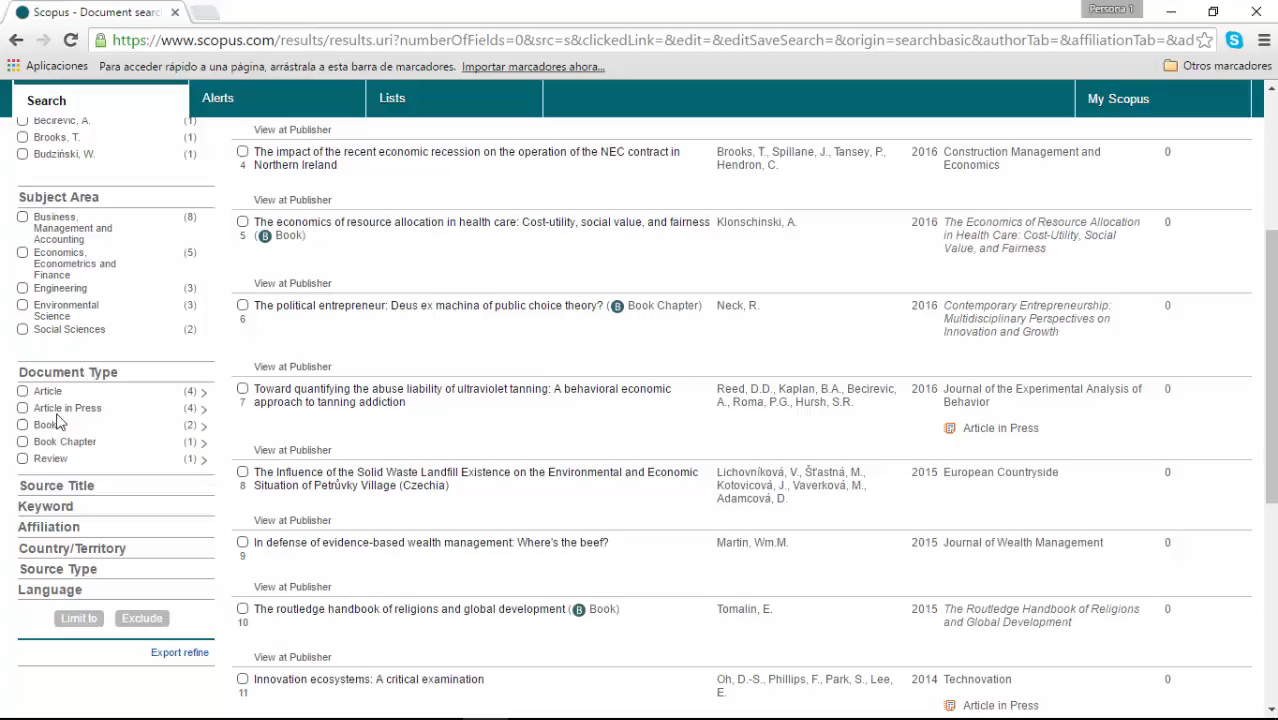 Scopus - Document searc
Persona 1
https://www.scopus.com/results/results.uri?numberOfFields=0&src=s&clickedLink=&edit=&editSaveSearch=&origin=searchbasic&authorTab=&affiliationTab=&ad
Aplicaciones Para acceder rápido a una página, arrástrala a esta barra de marcadores. Importar marcadores ahora... Otros marcadores
Search Alerts Lists My Scopus
Becirevic, A. (1)
Brooks, T. (1)
Budziński, W. (1)
Subject Area
Business, (8)
Management and
Accounting
Economics, (5)
Econometrics and
Finance
Engineering (3)
Environmental (3)
Science
Social Sciences (2)
Document Type
Article (4)
Article in Press (4)
Book (2)
Book Chapter (1)
Review (1)
Source Title
Keyword
Affiliation
Country/Territory
Source Type
Language
Limit to Exclude
Export refine
View at Publisher
The impact of the recent economic recession on the operation of the NEC contract in Brooks, T., Spillane, J., Tansey, P., 2016 Construction Management and 0
4 Northern Ireland Hendron, C. Economics
View at Publisher
The economics of resource allocation in health care: Cost-utility, social value, and fairness Klonschinski, A. 2016 The Economics of Resource Allocation 0
5 (B Book) in Health Care: Cost-Utility, Social
Value, and Fairness
View at Publisher
The political entrepreneur: Deus ex machina of public choice theory? (B Book Chapter) Neck, R. 2016 Contemporary Entrepreneurship: 0
6 Multidisciplinary Perspectives on
Innovation and Growth
View at Publisher
Toward quantifying the abuse liability of ultraviolet tanning: A behavioral economic Reed, D.D., Kaplan, B.A., Becirevic, 2016 Journal of the Experimental Analysis of 0
7 approach to tanning addiction A., Roma, P.G., Hursh, S.R. Behavior
Article in Press
View at Publisher
The Influence of the Solid Waste Landfill Existence on the Environmental and Economic Lichovníková, V., Šťastná, M., 2015 European Countryside 0
8 Situation of Petrůvky Village (Czechia) Kotovicová, J., Vaverková, M.,
Adamcová, D.
View at Publisher
In defense of evidence-based wealth management: Where's the beef? Martin, Wm.M. 2015 Journal of Wealth Management 0
9
View at Publisher
The routledge handbook of religions and global development (B Book) Tomalin, E. 2015 The Routledge Handbook of Religions 0
10 and Global Development
View at Publisher
Innovation ecosystems: A critical examination Oh, D.-S., Phillips, F., Park, S., Lee, 2014 Technovation 0
11 E.
Article in Press